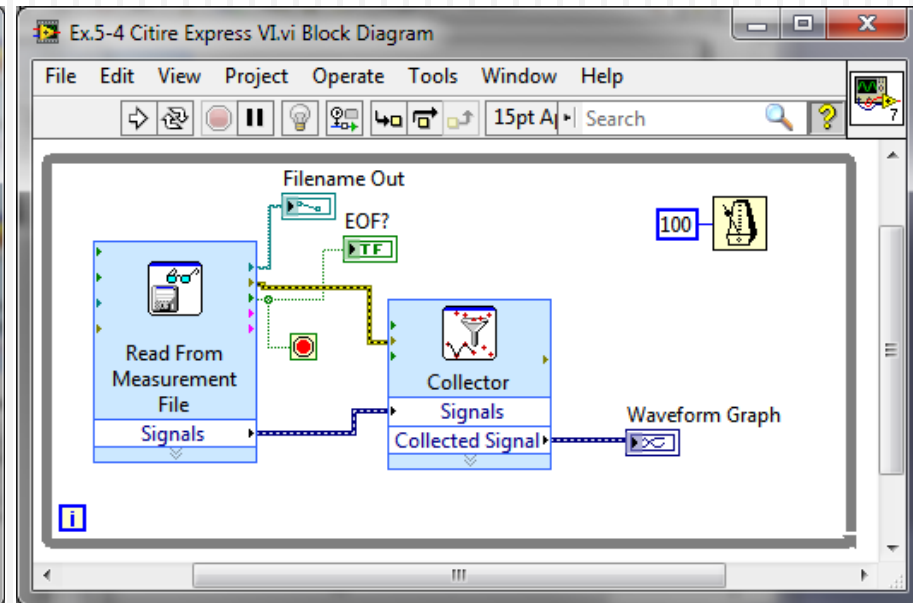 Ex.5-4 Citire Express VI.vi Block Diagram
File Edit View Project Operate Tools Window Help
15pt Ap Search
7
Filename Out
EOF?
TF
100
Read From
Measurement
File
Signals
Collector
Signals
Collected Signal
Waveform Graph
i